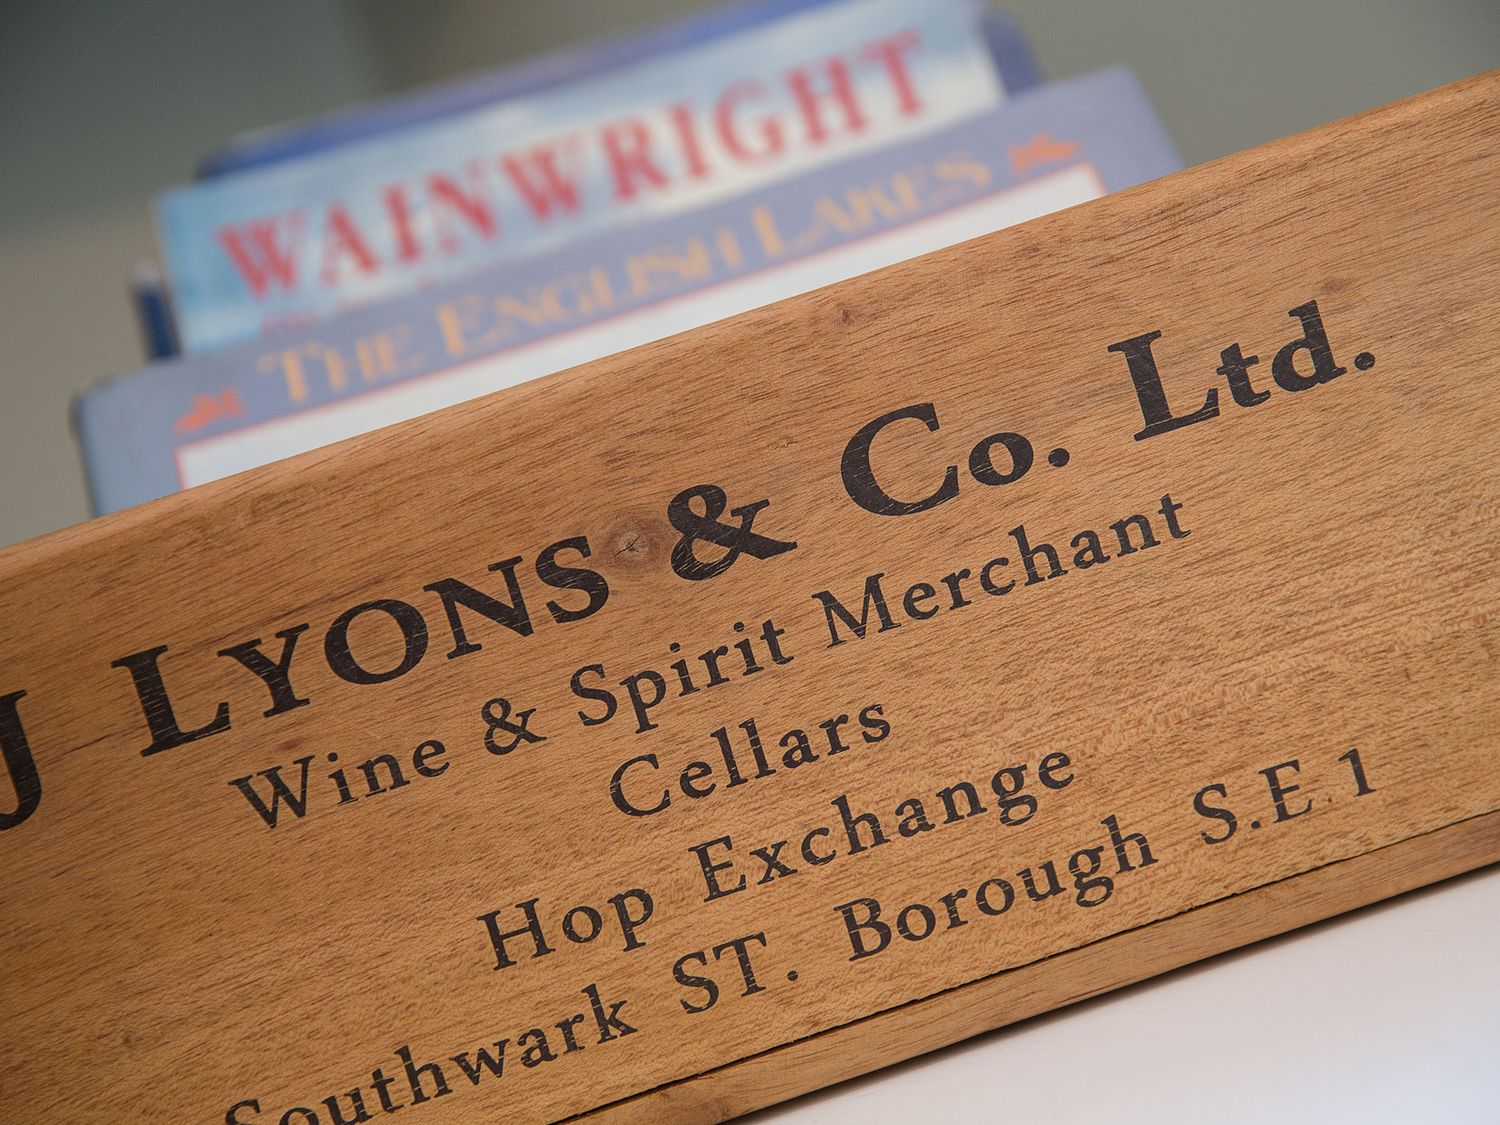 WAINWRIGHT
THE ENGLISH LAKES
J LYONS & Co. Ltd.
Wine & Spirit Merchant
Cellars
Hop Exchange
Southwark ST. Borough S.E.1